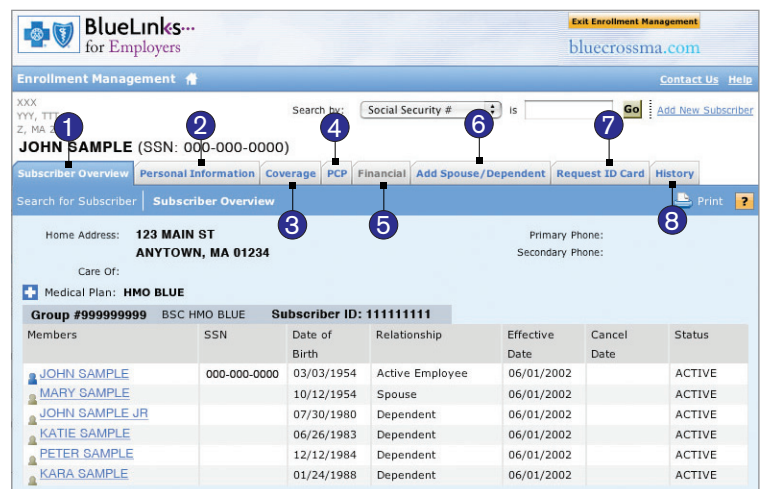 BlueLinks
for Employers
Exit Enrollment Management
bluecrossma.com
Enrollment Management
Contact Us Help
XXX
YYY, TTT
Z, MA
Search by: Social Security # is Go Add New Subscriber
JOHN SAMPLE (SSN: 000-000-0000)
1 2 3 4 5 6 7 8
Subscriber Overview Personal Information Coverage PCP Financial Add Spouse/Dependent Request ID Card History
Search for Subscriber Subscriber Overview Print ?
Home Address: 123 MAIN ST Primary Phone:
ANYTOWN, MA 01234 Secondary Phone:
Care Of:
Medical Plan: HMO BLUE
Group #999999999 BSC HMO BLUE Subscriber ID: 111111111
Members SSN Date of Birth Relationship Effective Date Cancel Date Status
JOHN SAMPLE 000-000-0000 03/03/1954 Active Employee 06/01/2002 ACTIVE
MARY SAMPLE 10/12/1954 Spouse 06/01/2002 ACTIVE
JOHN SAMPLE JR 07/30/1980 Dependent 06/01/2002 ACTIVE
KATIE SAMPLE 06/26/1983 Dependent 06/01/2002 ACTIVE
PETER SAMPLE 12/12/1984 Dependent 06/01/2002 ACTIVE
KARA SAMPLE 01/24/1988 Dependent 06/01/2002 ACTIVE